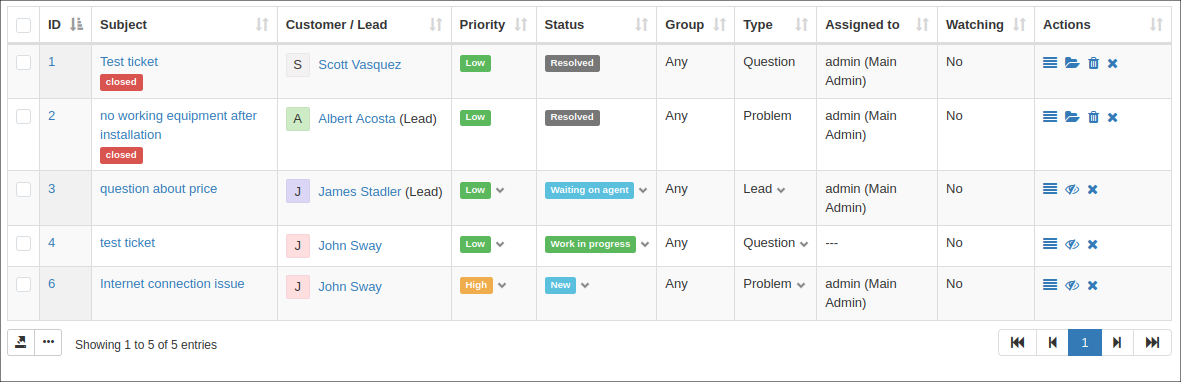 ID Subject Customer / Lead Priority Status Group Type Assigned to Watching Actions
1 Test ticket S Scott Vasquez Low Resolved Any Question admin (Main No
closed Admin)
2 no working equipment after A Albert Acosta (Lead) Low Resolved Any Problem admin (Main No
installation Admin)
closed
3 question about price J James Stadler (Lead) Low Waiting on agent Any Lead admin (Main No
Admin)
4 test ticket J John Sway Low Work in progress Any Question --- No
6 Internet connection issue J John Sway High New Any Problem admin (Main No
Admin)
Showing 1 to 5 of 5 entries 1